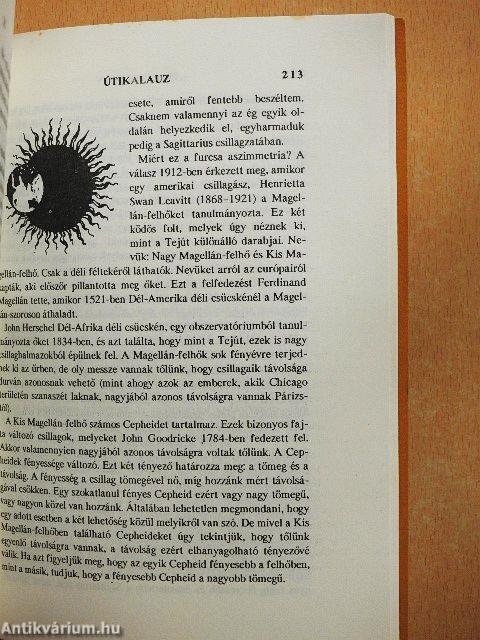 ÚTIKALAUZ 213
esete, amiről fentebb beszéltem.
Csaknem valamennyi az ég egyik ol-
dalán helyezkedik el, egyharmaduk
pedig a Sagittarius csillagzatában.
Miért ez a furcsa aszimmetria? A
válasz 1912-ben érkezett meg, amikor
egy amerikai csillagász, Henrietta
Swan Leavitt (1868–1921) a Magel-
lán-felhőket tanulmányozta. Ez két
ködös folt, melyek úgy néznek ki,
mint a Tejút különálló darabjai. Ne-
vük: Nagy Magellán-felhő és Kis Ma-
gellán-felhő. Csak a déli féltekéről láthatók. Nevüket arról az európairól
kapták, aki először pillantotta meg őket. Ezt a felfedezést Ferdinand
Magellán tette, amikor 1521-ben Dél-Amerika déli csücskénél a Magel-
lán-szoroson áthaladt.
John Herschel Dél-Afrika déli csücskén, egy obszervatóriumból tanul-
mányozta őket 1834-ben, és azt találta, hogy mint a Tejút, ezek is nagy
csillaghalmazokból épülnek fel. A Magellán-felhők sok fényévre terjed-
nek ki az űrben, de oly messze vannak tőlünk, hogy csillagaik távolsága
durván azonosnak vehető (mint ahogy azok az emberek, akik Chicago
területén szanaszét laknak, nagyjából azonos távolságra vannak Párizs-
tól).
A Kis Magellán-felhő számos Cepheidet tartalmaz. Ezek bizonyos faj-
ta változó csillagok, melyeket John Goodricke 1784-ben fedezett fel.
Akkor valamennyien nagyjából azonos távolságra voltak tőlünk. A Cep-
heidek fényessége változó. Ezt két tényező határozza meg: a tömeg és a
távolság. A fényesség a csillag tömegével nő, míg hozzánk mért távolsá-
gával csökken. Egy szokatlanul fényes Cepheid ezért vagy nagy tömegű,
vagy nagyon közel van hozzánk. Általában lehetetlen megmondani, hogy
egy adott esetben a két lehetőség közül melyikről van szó. De mivel a Kis
Magellán-felhőben található Cepheideket úgy tekintjük, hogy tőlünk
egyenlő távolságra vannak, a távolság ezért elhanyagolható tényezővé
válik. Ha azt figyeljük meg, hogy az egyik Cepheid fényesebb a felhőben,
mint a másik, tudjuk, hogy a fényesebb Cepheid a nagyobb tömegű.
Antikvárium.hu